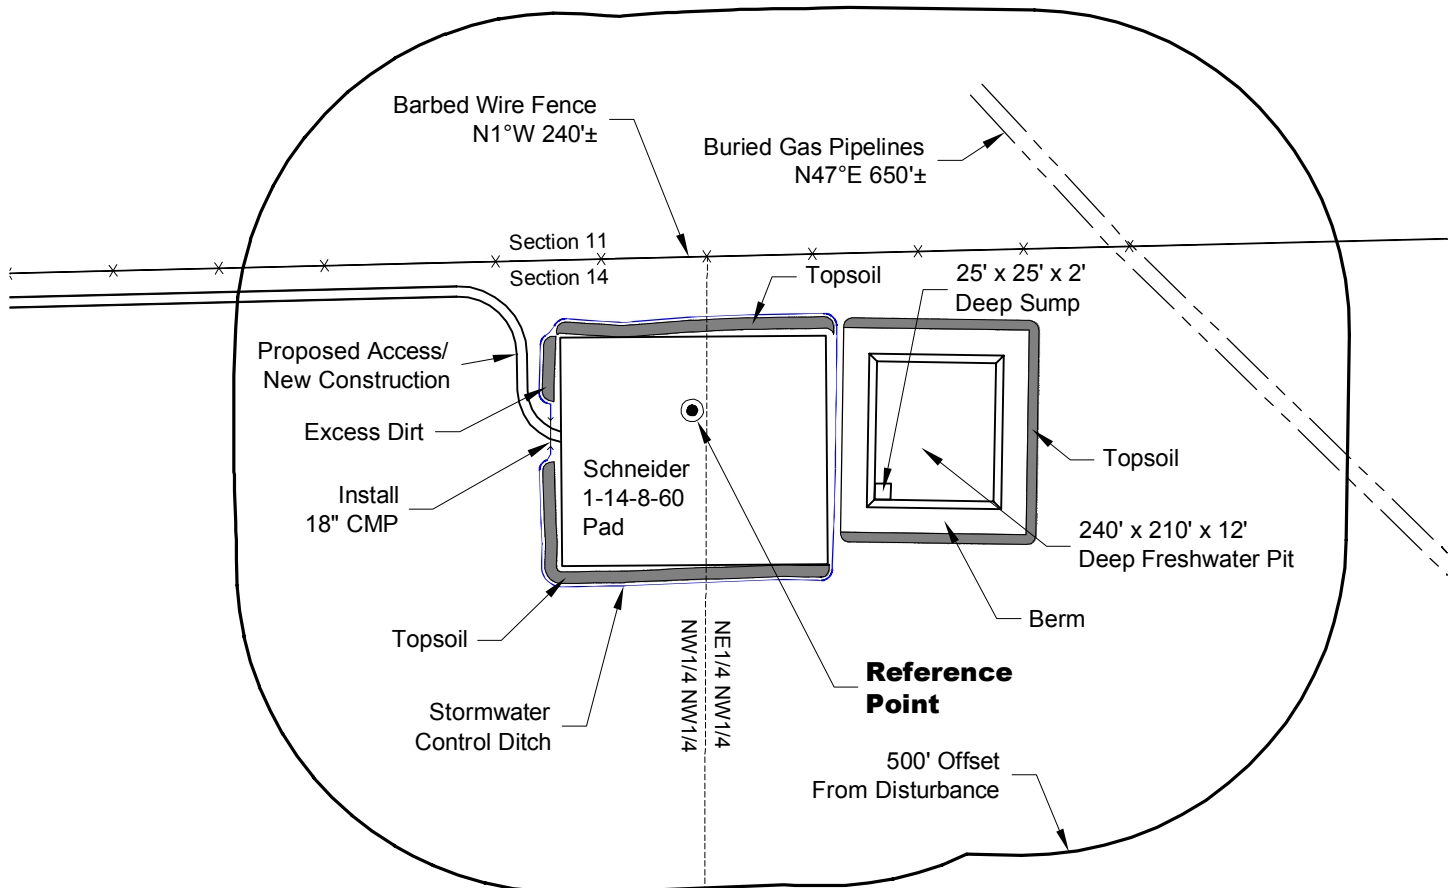 Barbed Wire Fence
N1°W 240'±
Buried Gas Pipelines
N47°E 650'±
Section 11
Section 14
Topsoil
25' x 25' x 2'
Deep Sump
Proposed Access/
New Construction
Excess Dirt
Install
18" CMP
Schneider
1-14-8-60
Pad
Topsoil
240' x 210' x 12'
Deep Freshwater Pit
Berm
Topsoil
NW1/4 NW1/4
NE1/4 NW1/4
Reference
Point
Stormwater
Control Ditch
500' Offset
From Disturbance